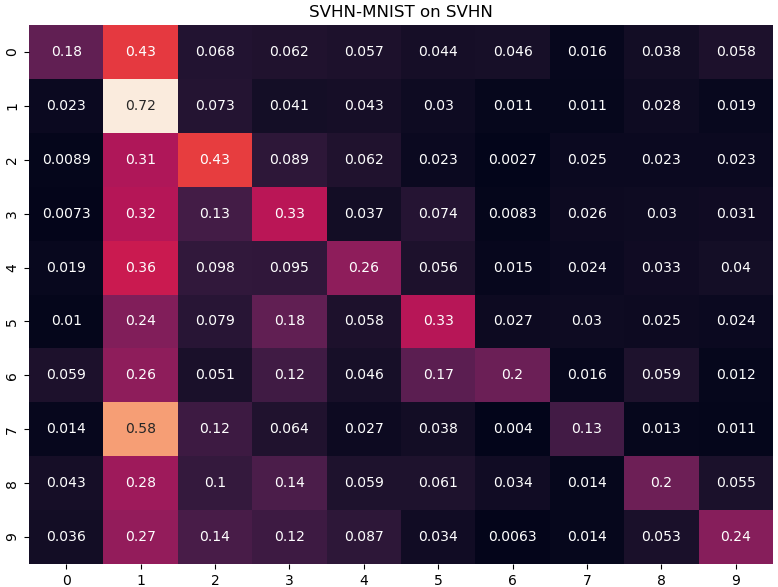 SVHN-MNIST on SVHN
0 0.18 0.43 0.068 0.062 0.057 0.044 0.046 0.016 0.038 0.058
1 0.023 0.72 0.073 0.041 0.043 0.03 0.011 0.011 0.028 0.019
2 0.0089 0.31 0.43 0.089 0.062 0.023 0.0027 0.025 0.023 0.023
3 0.0073 0.32 0.13 0.33 0.037 0.074 0.0083 0.026 0.03 0.031
4 0.019 0.36 0.098 0.095 0.26 0.056 0.015 0.024 0.033 0.04
5 0.01 0.24 0.079 0.18 0.058 0.33 0.027 0.03 0.025 0.024
6 0.059 0.26 0.051 0.12 0.046 0.17 0.2 0.016 0.059 0.012
7 0.014 0.58 0.12 0.064 0.027 0.038 0.004 0.13 0.013 0.011
8 0.043 0.28 0.1 0.14 0.059 0.061 0.034 0.014 0.2 0.055
9 0.036 0.27 0.14 0.12 0.087 0.034 0.0063 0.014 0.053 0.24
0 1 2 3 4 5 6 7 8 9